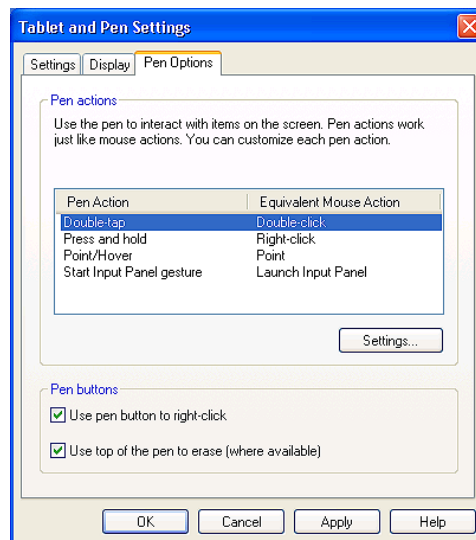 Tablet and Pen Settings
Settings Display Pen Options
Pen actions
Use the pen to interact with items on the screen. Pen actions work
just like mouse actions. You can customize each pen action.
Pen Action Equivalent Mouse Action
Double-tap Double-click
Press and hold Right-click
Point/Hover Point
Start Input Panel gesture Launch Input Panel
Settings...
Pen buttons
Use pen button to right-click
Use top of the pen to erase (where available)
OK Cancel Apply Help